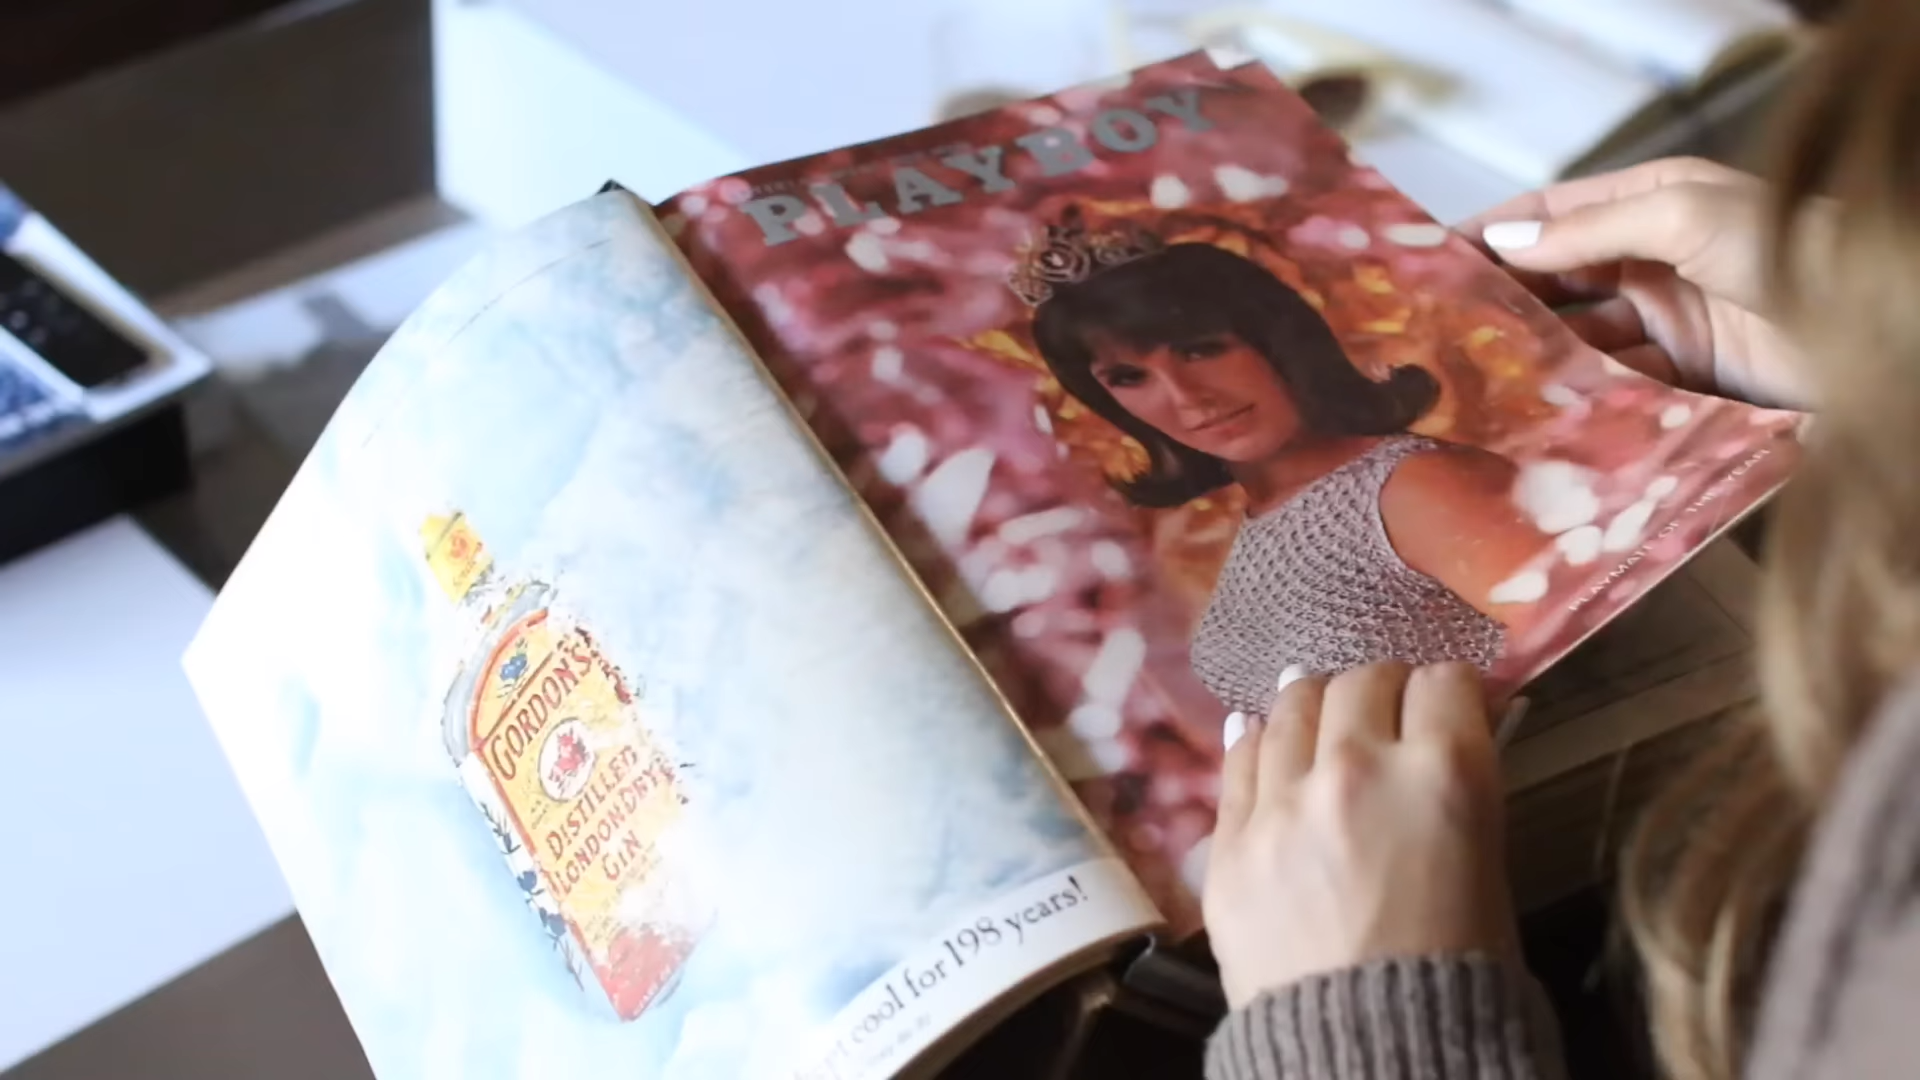 GORDON'S
DISTILLED
LONDON DRY
GIN
cool for 198 years!
PLAYBOY
PLAYMATE OF THE YEAR